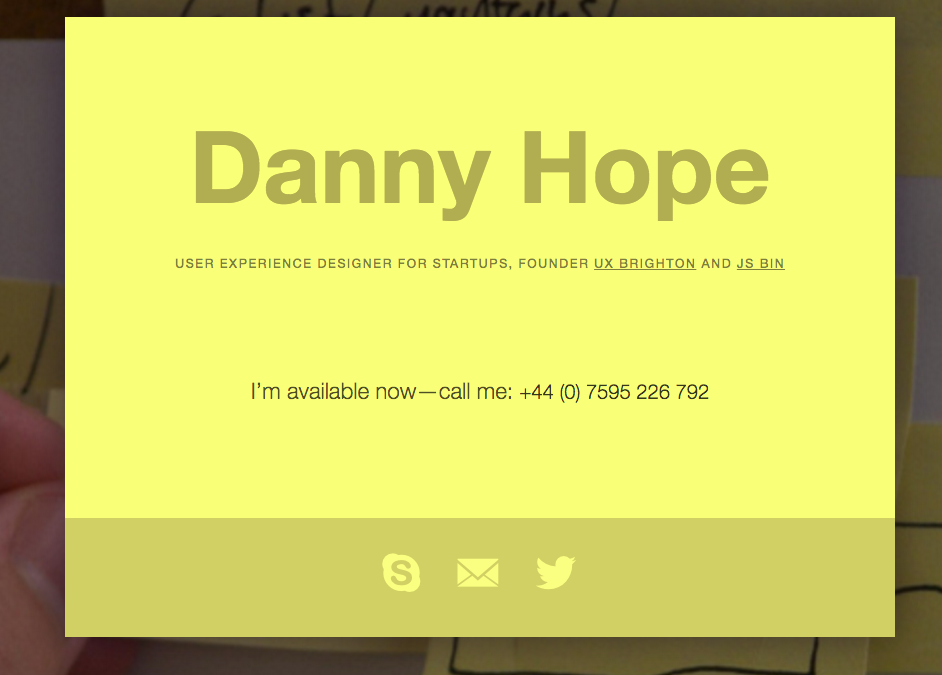 Danny Hope
USER EXPERIENCE DESIGNER FOR STARTUPS, FOUNDER UX BRIGHTON AND JS BIN
I’m available now—call me: +44 (0) 7595 226 792